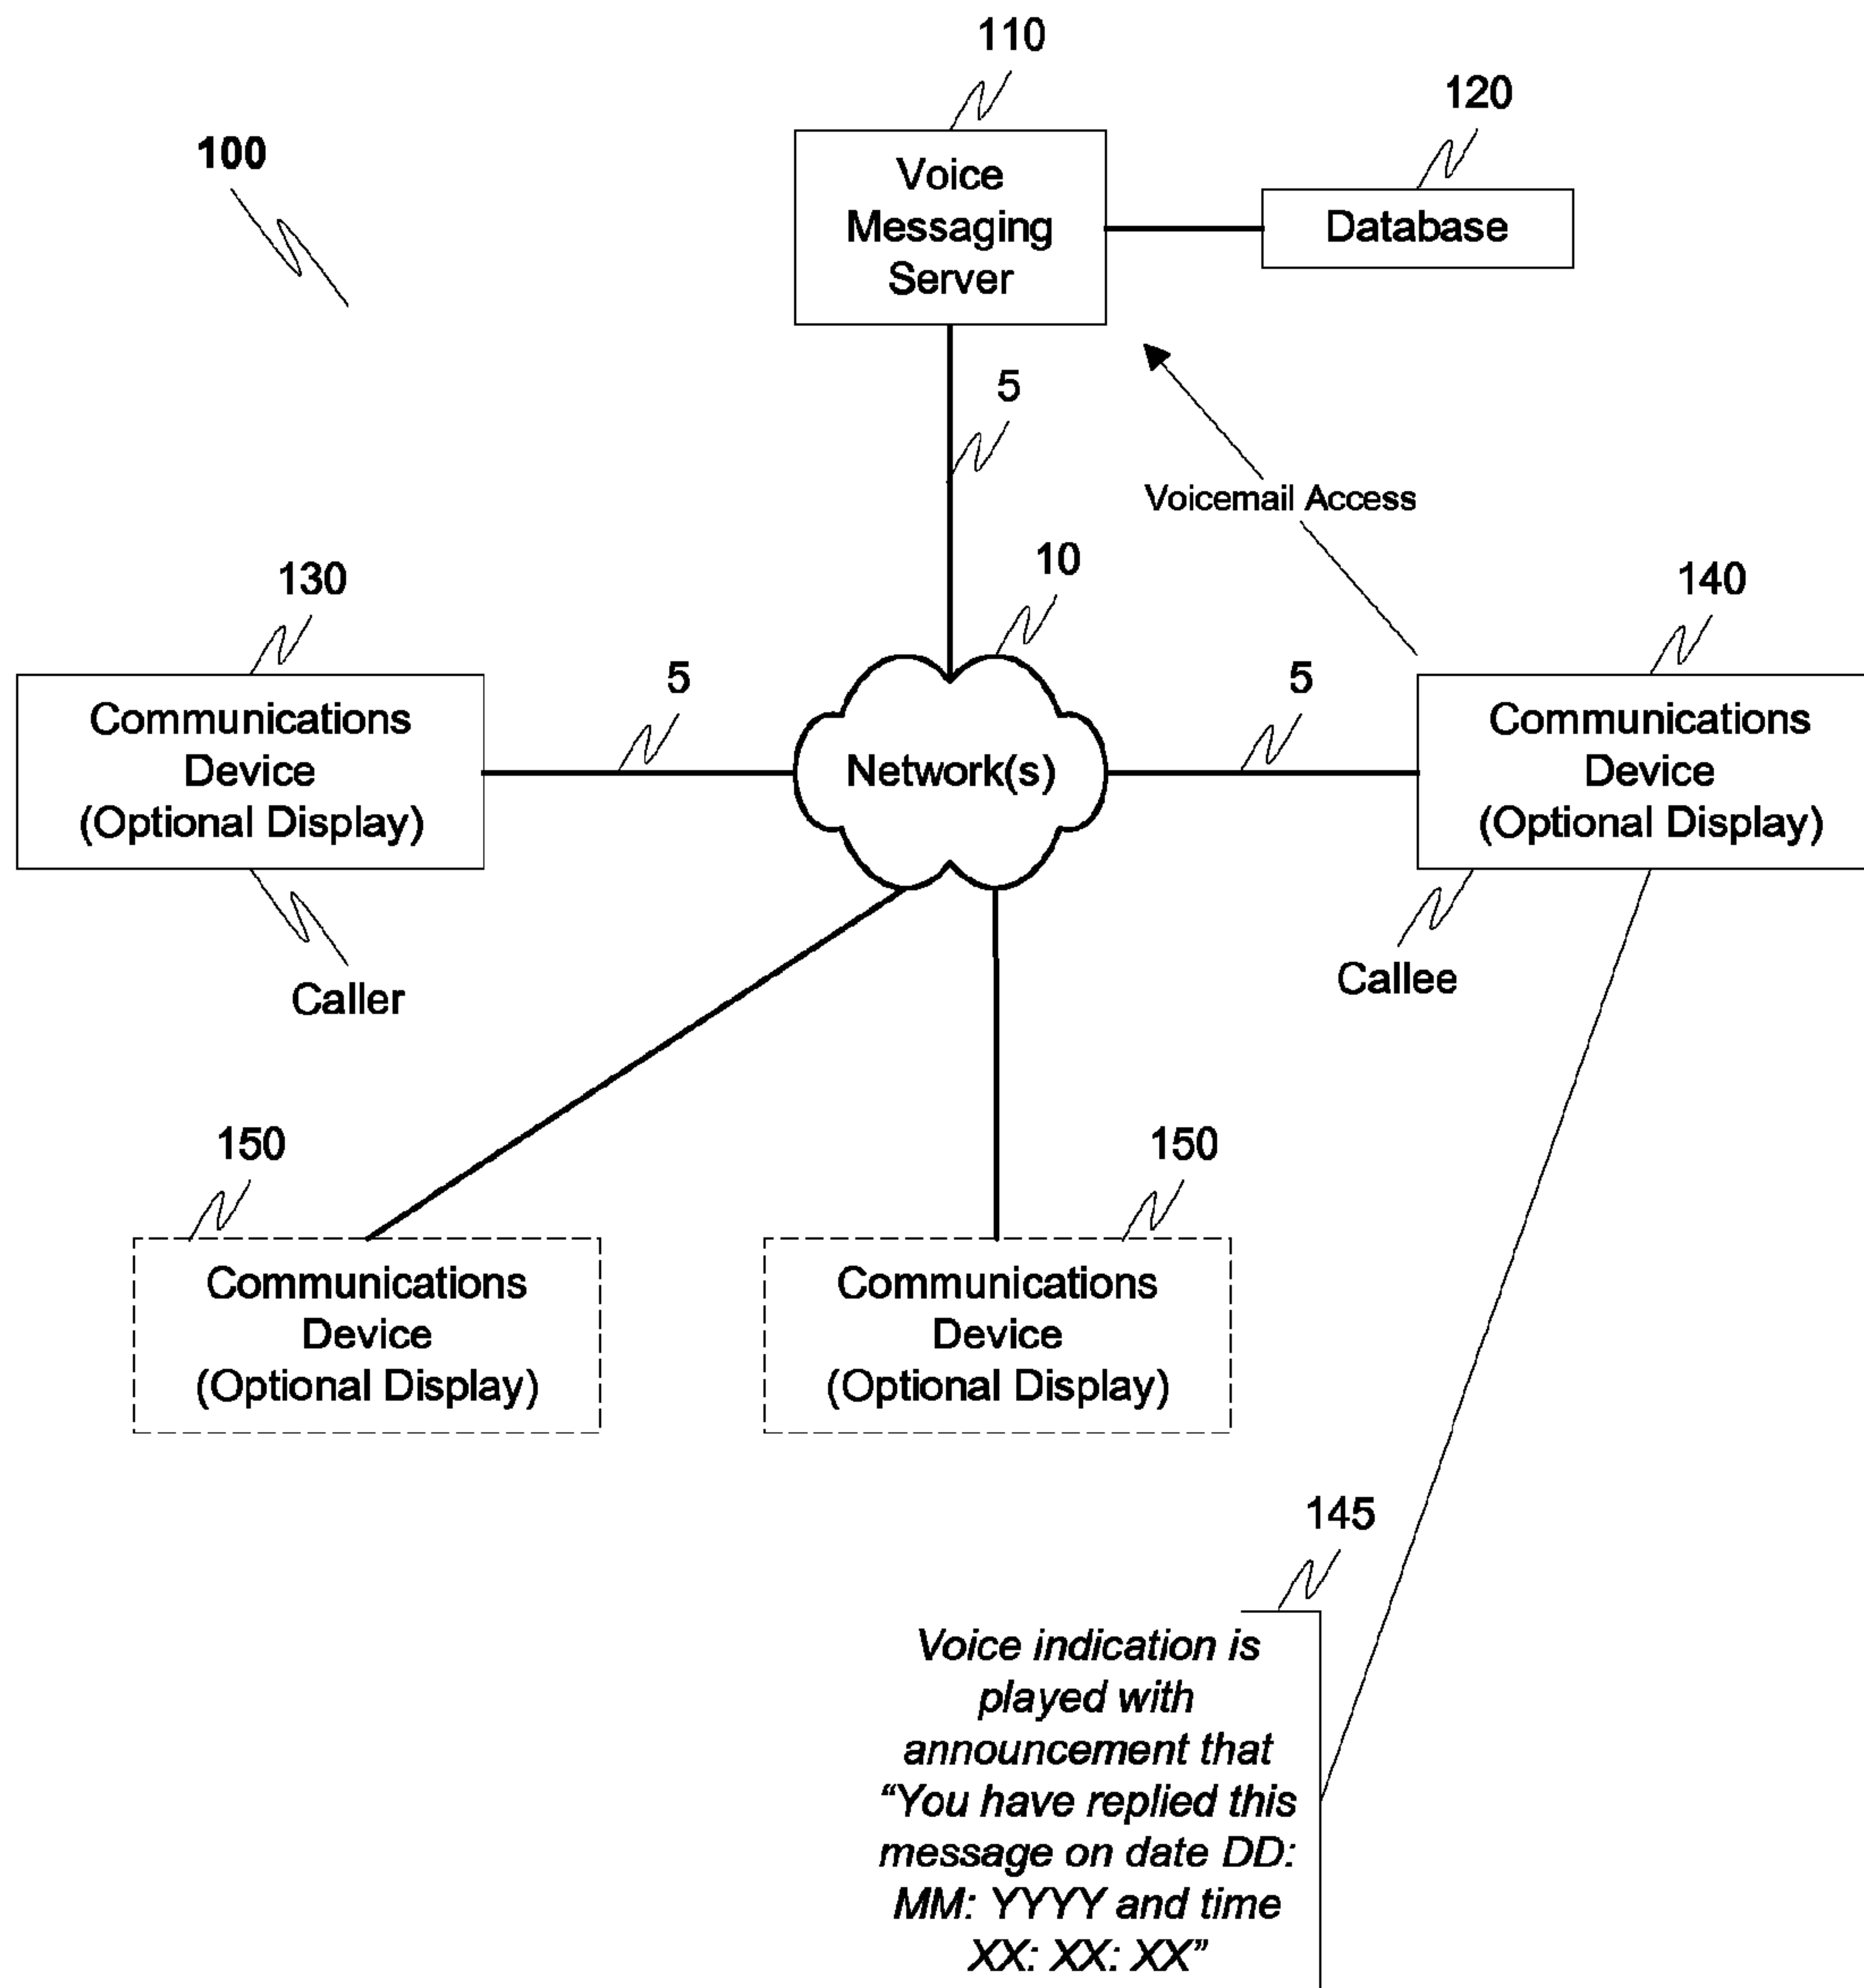 110
120
100
Voice
Messaging
Server
Database
5
Voicemail Access
10
130
140
5
5
Communications
Device
(Optional Display)
Network(s)
Communications
Device
(Optional Display)
Caller
Callee
150
150
Communications
Device
(Optional Display)
Communications
Device
(Optional Display)
145
Voice indication is
played with
announcement that
“You have replied this
message on date DD:
MM: YYYY and time
XX: XX: XX”